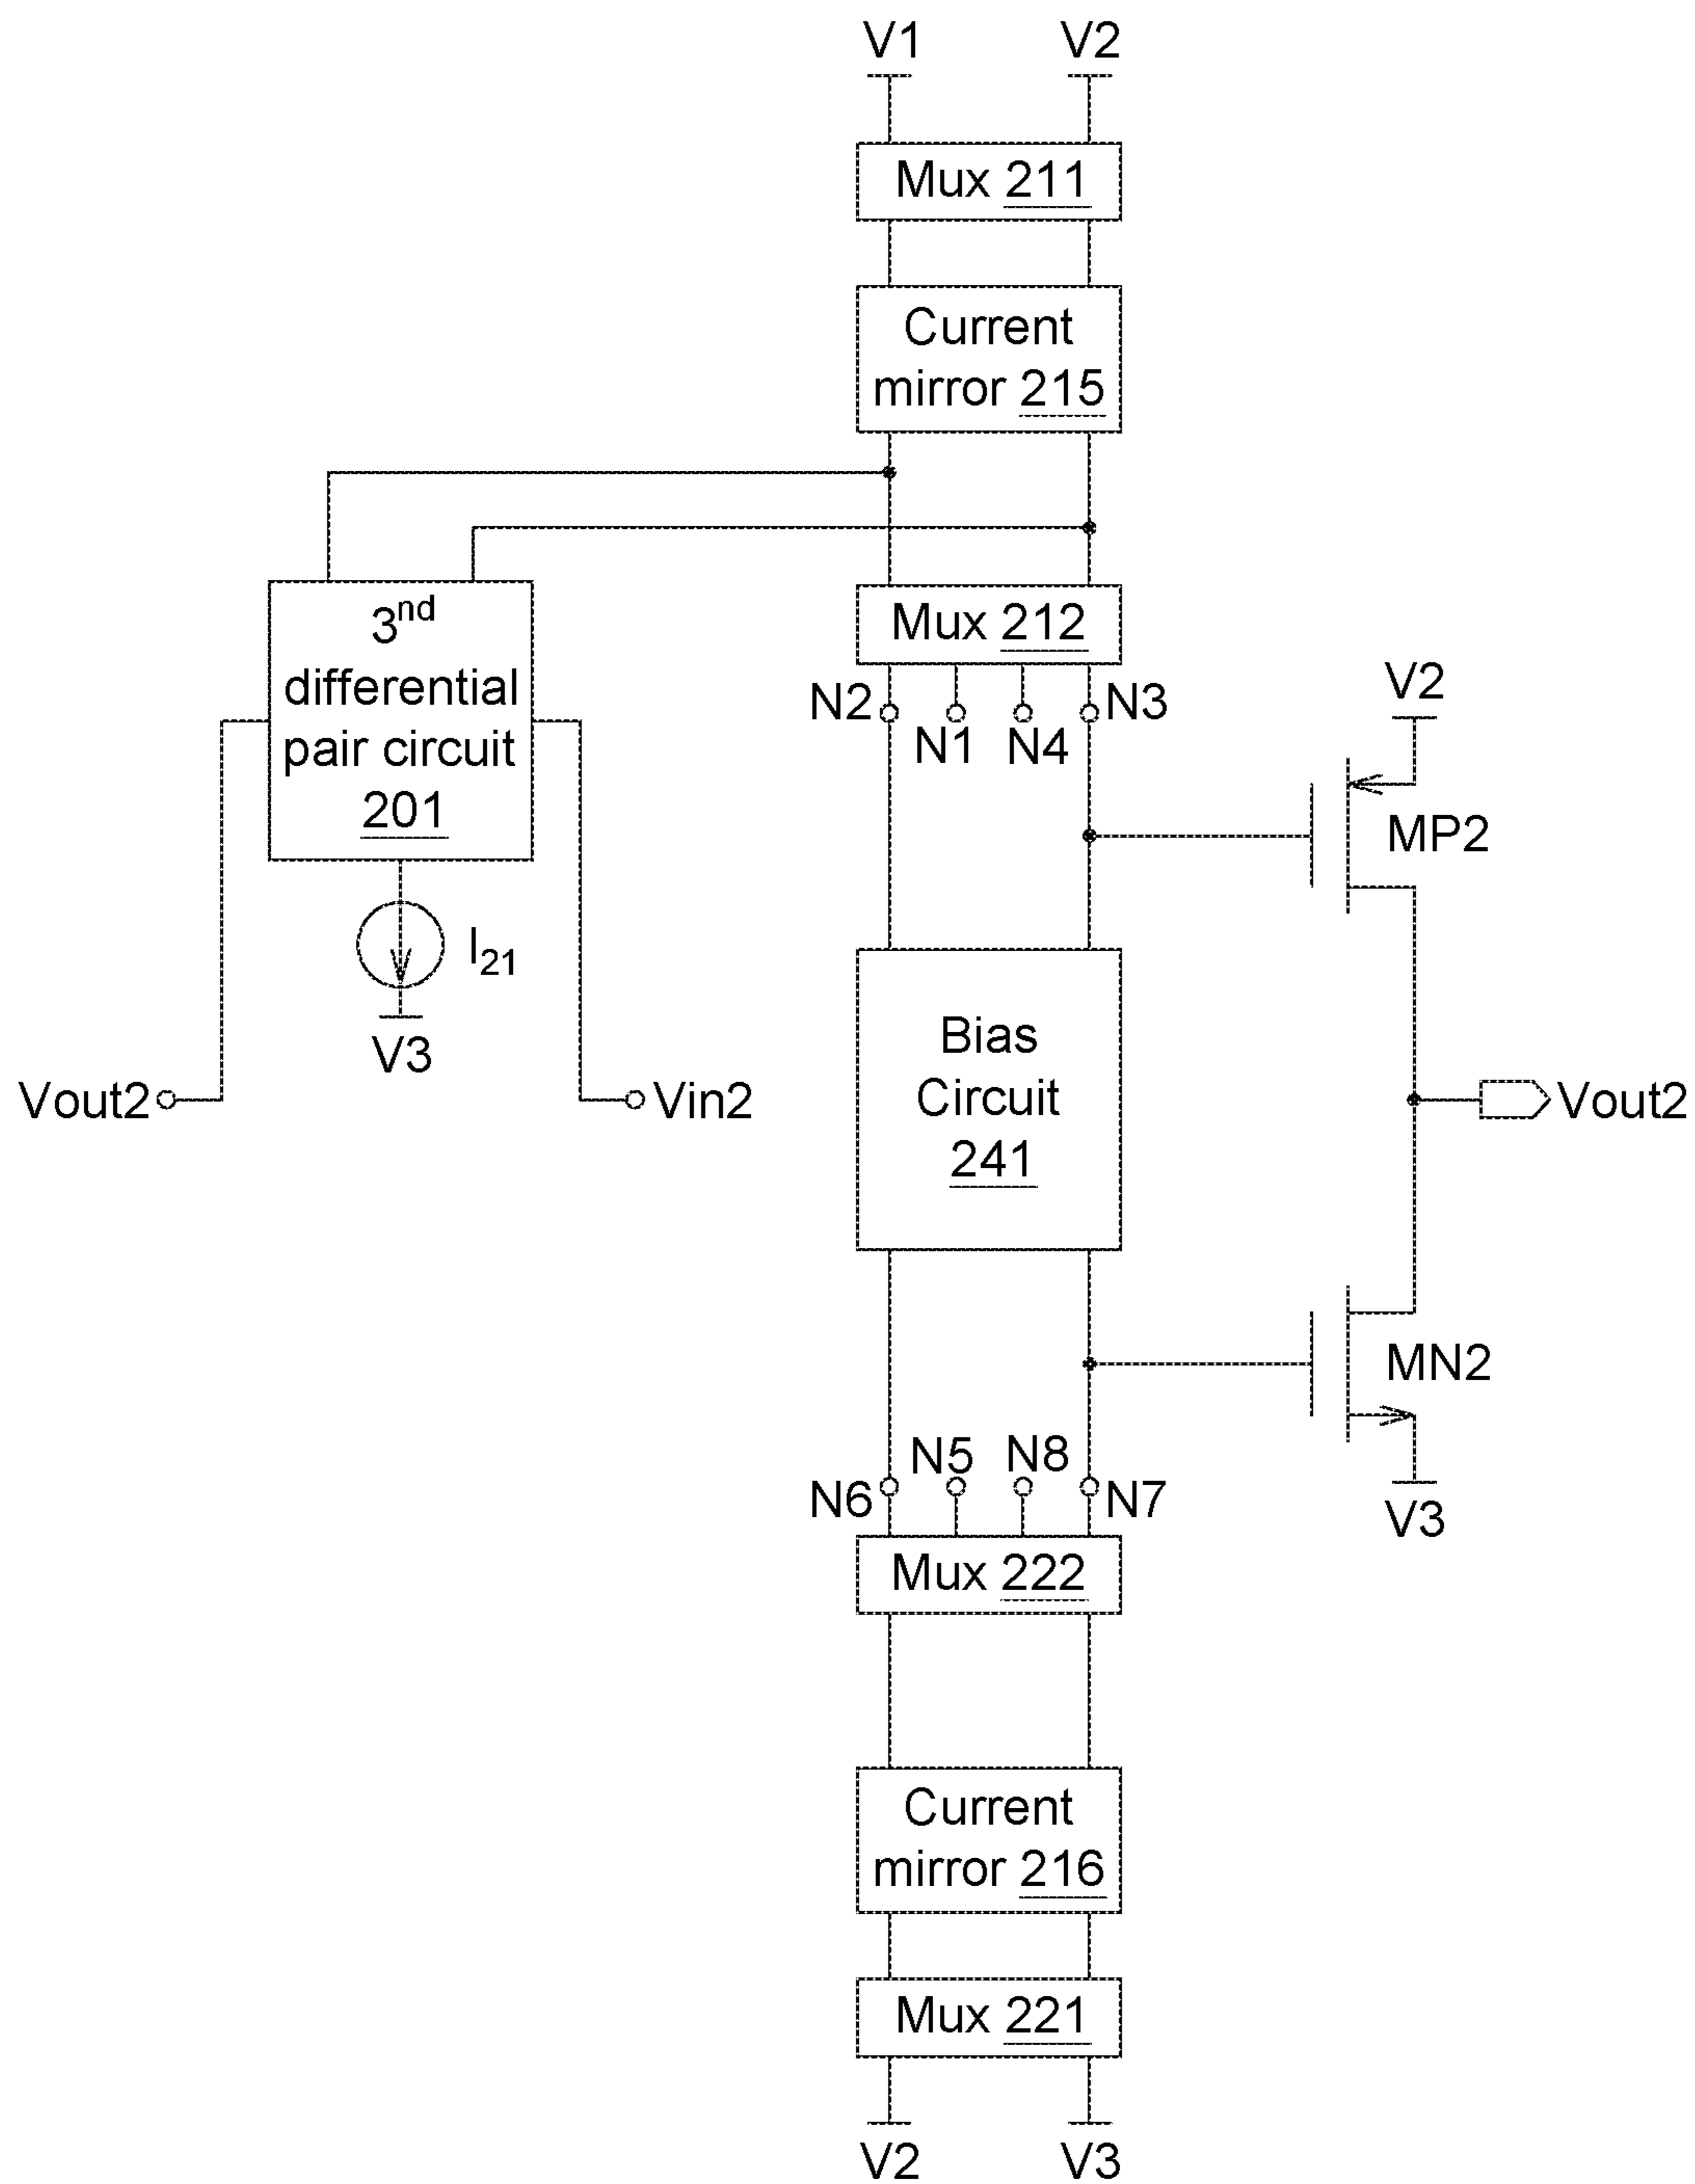 V1 V2
Mux 211
Current
mirror 215
3nd
differential
pair circuit
201
Mux 212
N2 N3
N1 N4
V2
MP2
I21
V3
Vout2 Vin2
Bias
Circuit
241
Vout2
MN2
N5 N8
N6 N7
V3
Mux 222
Current
mirror 216
Mux 221
V2 V3